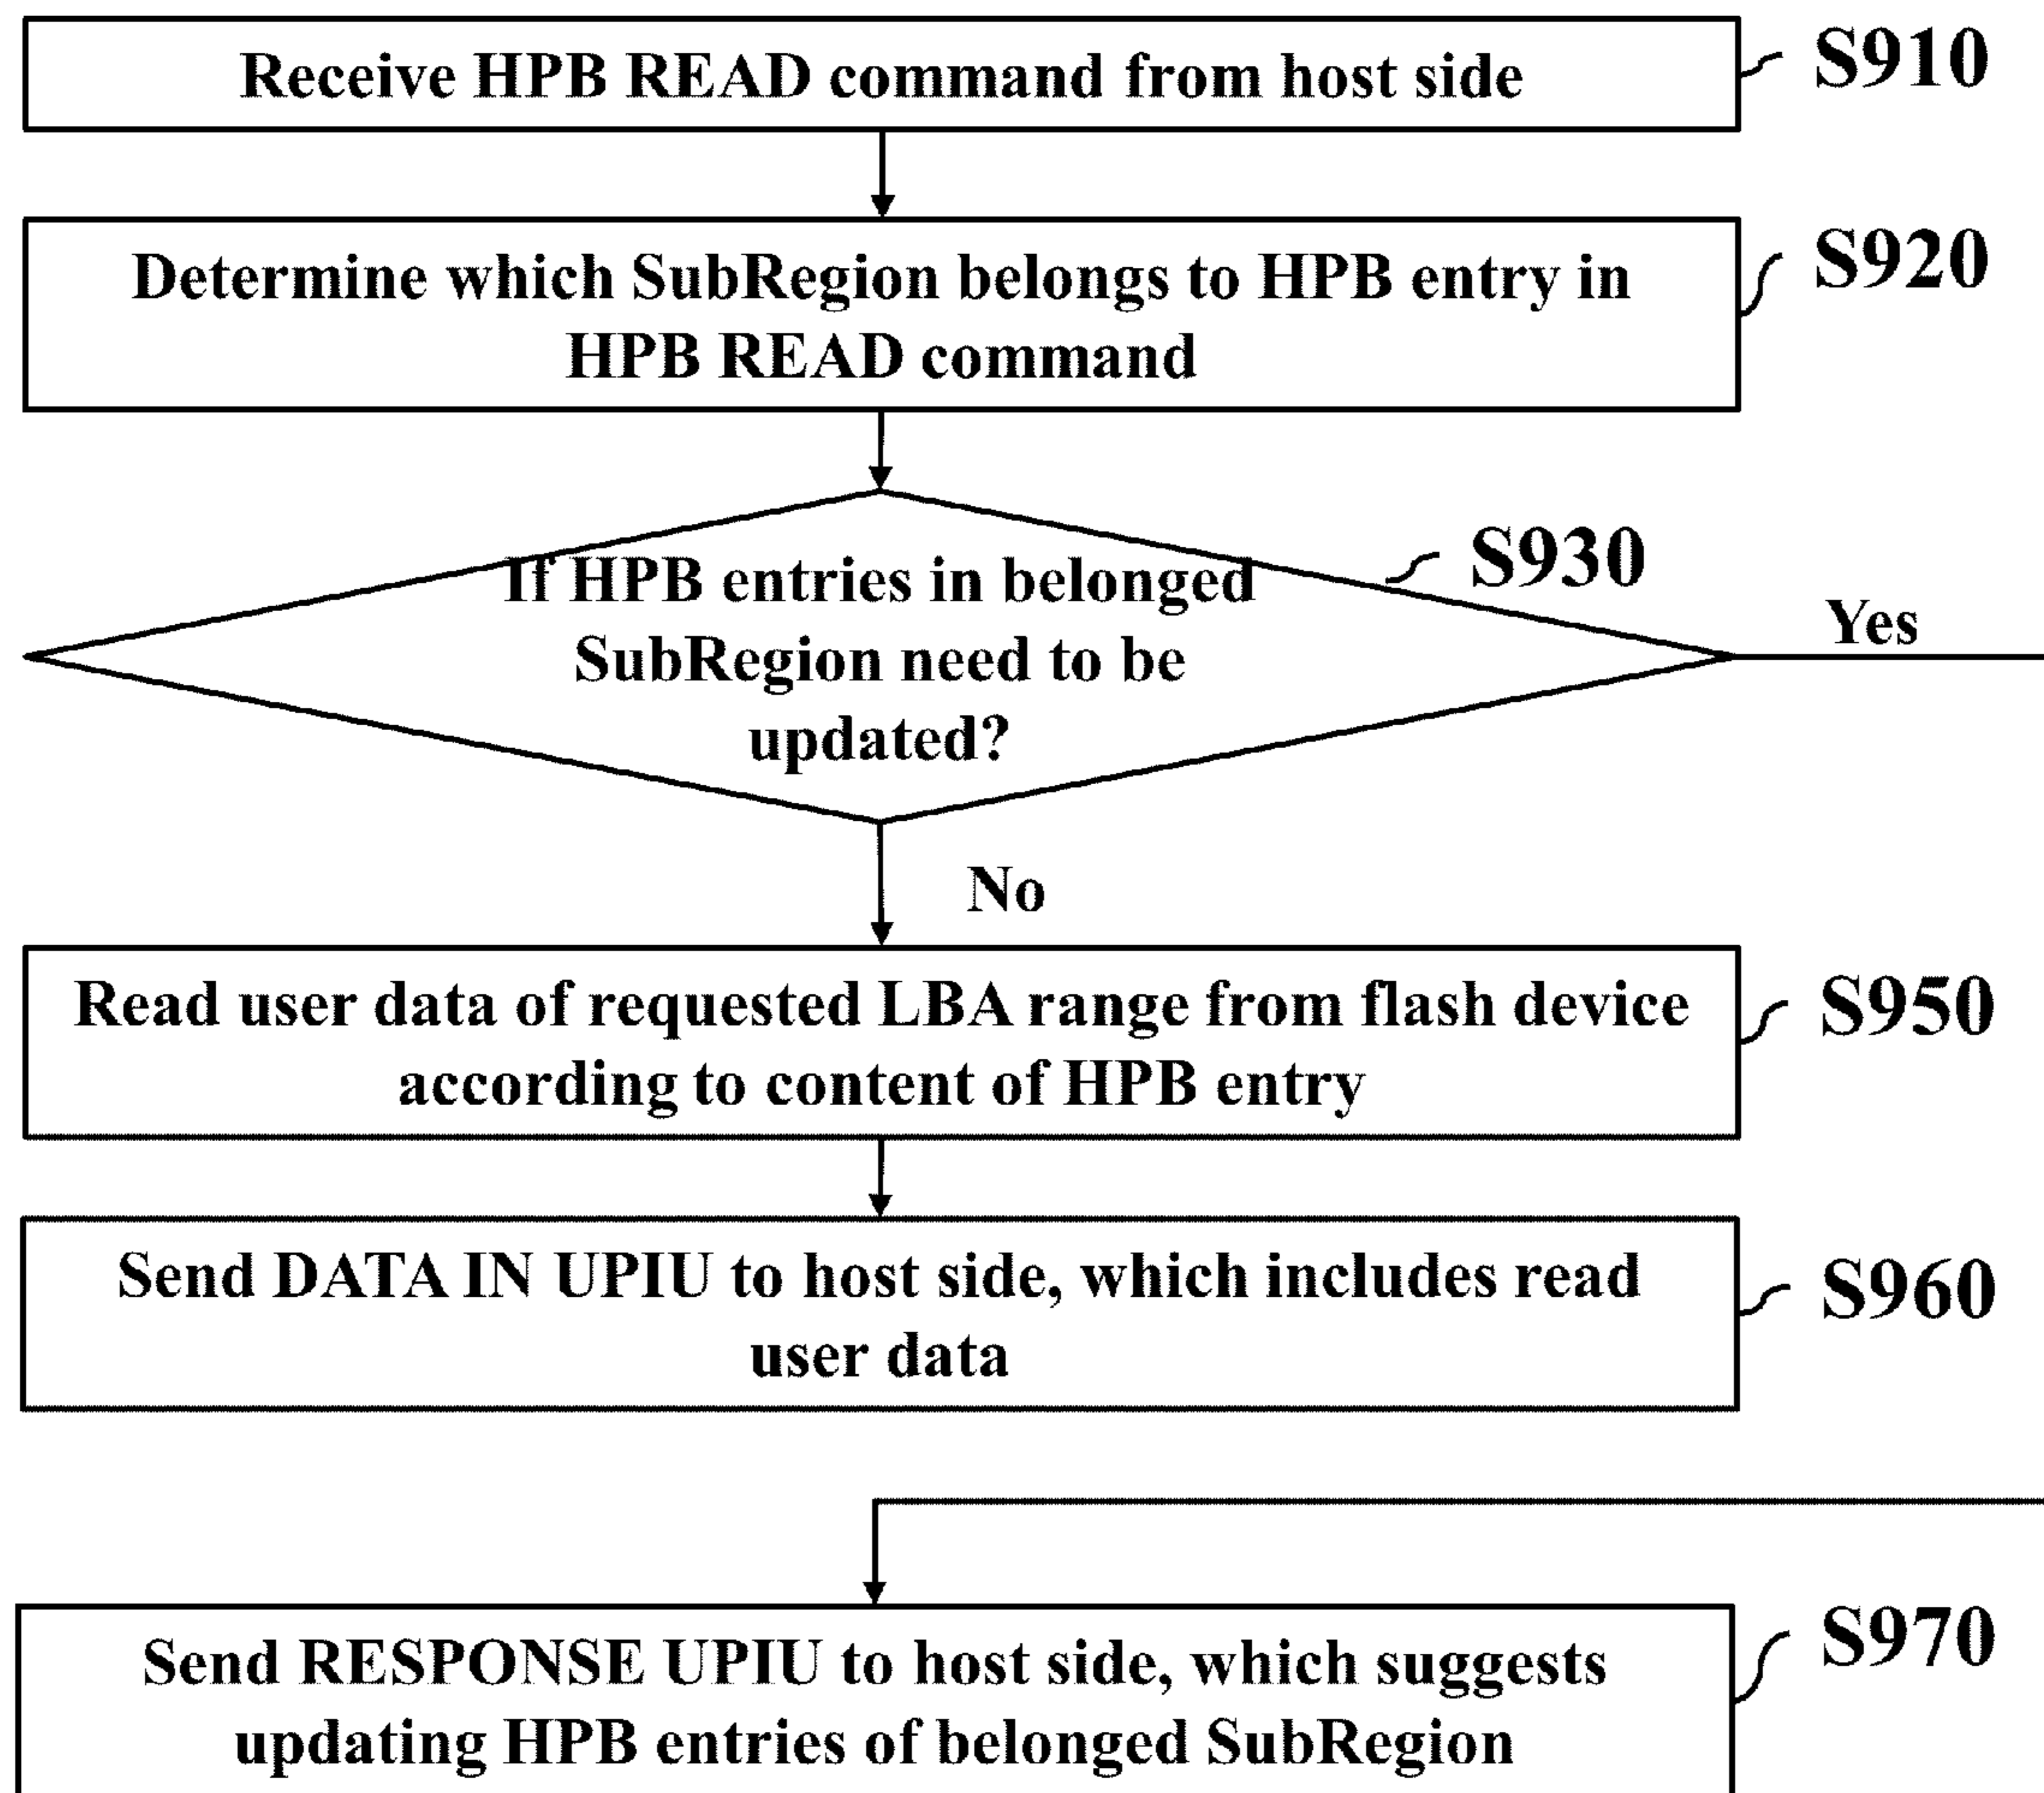 Receive HPB READ command from host side
S910
Determine which SubRegion belongs to HPB entry in
HPB READ command
S920
If HPB entries in belonged
SubRegion need to be
updated?
S930
Yes
No
Read user data of requested LBA range from flash device
according to content of HPB entry
S950
Send DATA IN UPIU to host side, which includes read
user data
S960
Send RESPONSE UPIU to host side, which suggests
updating HPB entries of belonged SubRegion
S970